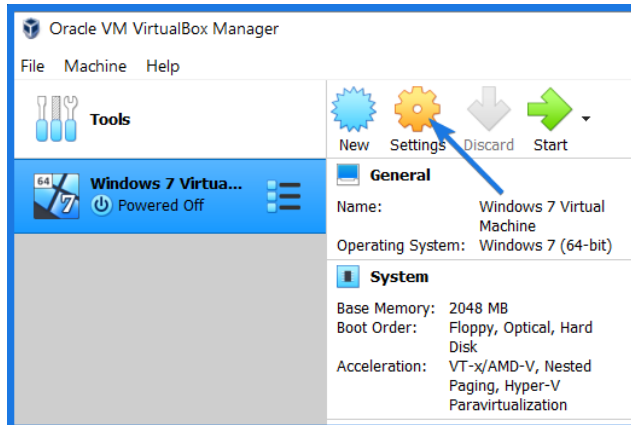 Oracle VM VirtualBox Manager
File Machine Help
Tools
New Settings Discard Start
64 7 Windows 7 Virtua...
Powered Off
General
Name: Windows 7 Virtual
Machine
Operating System: Windows 7 (64-bit)
System
Base Memory: 2048 MB
Boot Order: Floppy, Optical, Hard
Disk
Acceleration: VT-x/AMD-V, Nested
Paging, Hyper-V
Paravirtualization